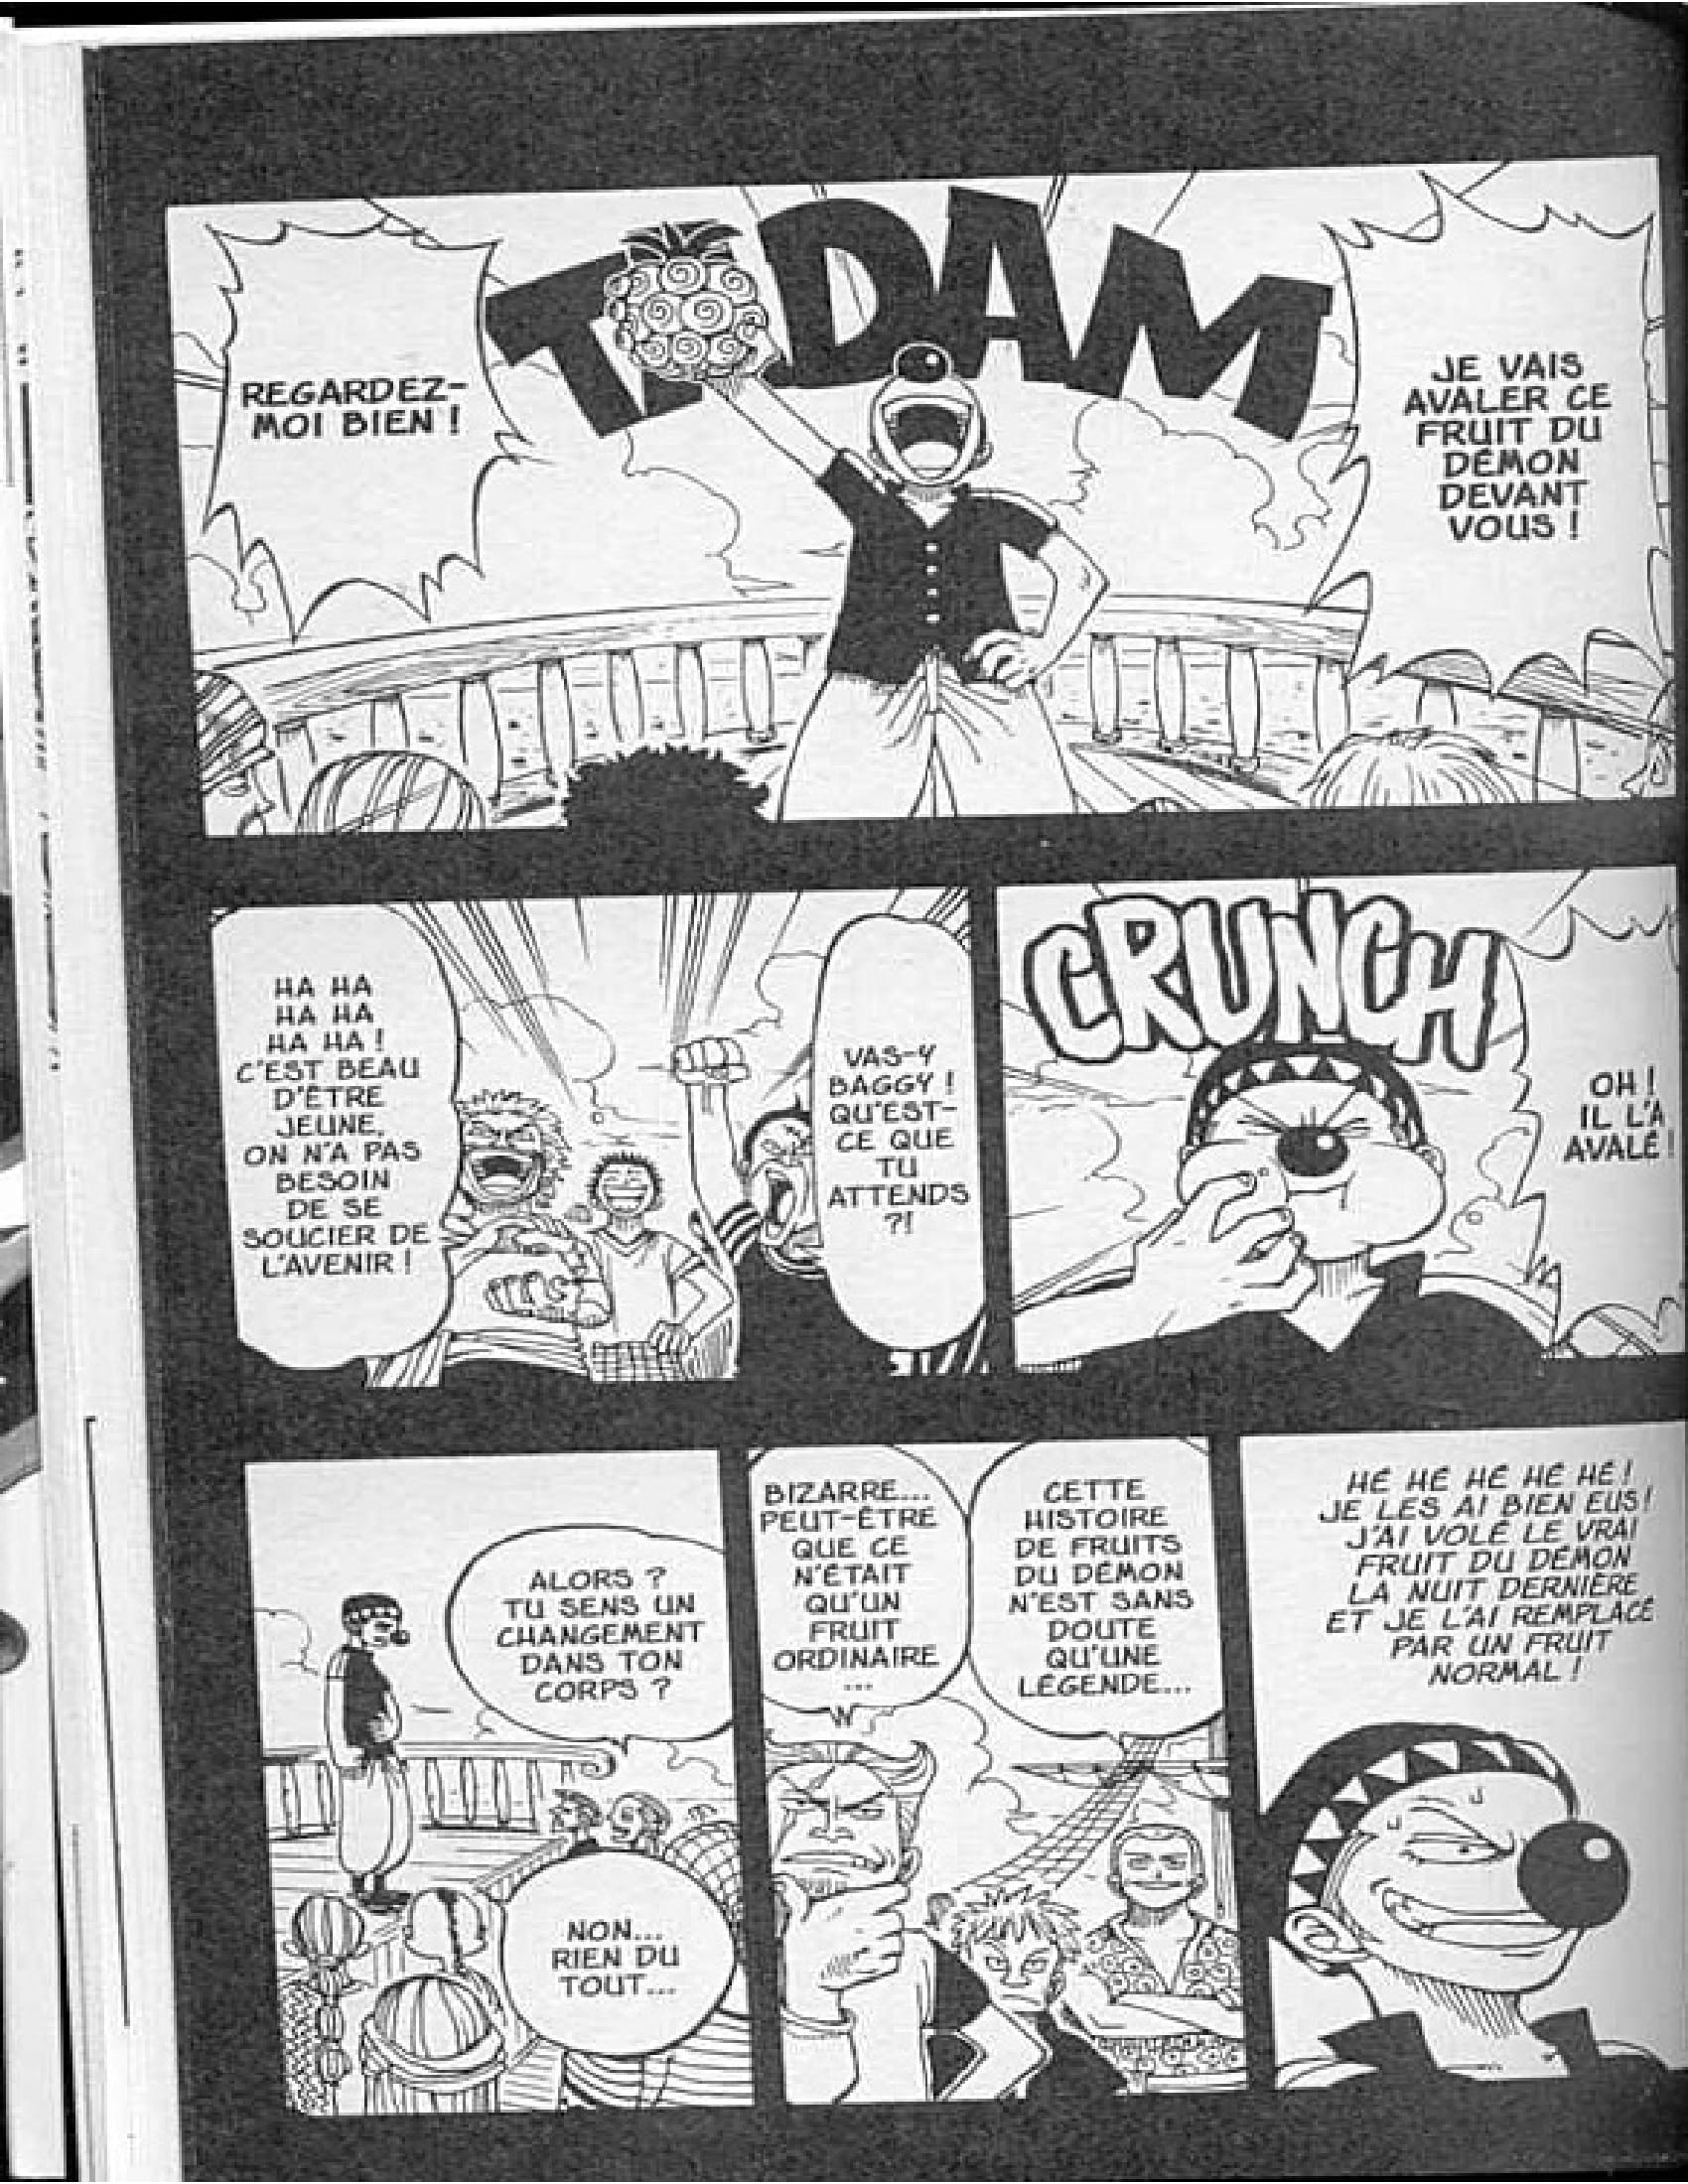 REGARDEZ-
MOI BIEN !
TADAM
JE VAIS
AVALER CE
FRUIT DU
DÉMON
DEVANT
VOUS !
HA HA
HA HA
HA HA !
C'EST BEAU
D'ÊTRE
JEUNE,
ON N'A PAS
BESOIN
DE SE
SOUCIER DE
L'AVENIR !
VAS-Y
BAGGY !
QU'EST-
CE QUE
TU
ATTENDS
?!
CRUNCH
OH !
IL L'A
AVALÉ !
ALORS ?
TU SENS UN
CHANGEMENT
DANS TON
CORPS ?
NON...
RIEN DU
TOUT...
BIZARRE...
PEUT-ÊTRE
QUE CE
N'ÉTAIT
QU'UN
FRUIT
ORDINAIRE
...
CETTE
HISTOIRE
DE FRUITS
DU DÉMON
N'EST SANS
DOUTE
QU'UNE
LÉGENDE...
HÉ HÉ HÉ HÉ HÉ !
JE LES AI BIEN EUS !
J'AI VOLÉ LE VRAI
FRUIT DU DÉMON
LA NUIT DERNIÈRE
ET JE L'AI REMPLACÉ
PAR UN FRUIT
NORMAL !